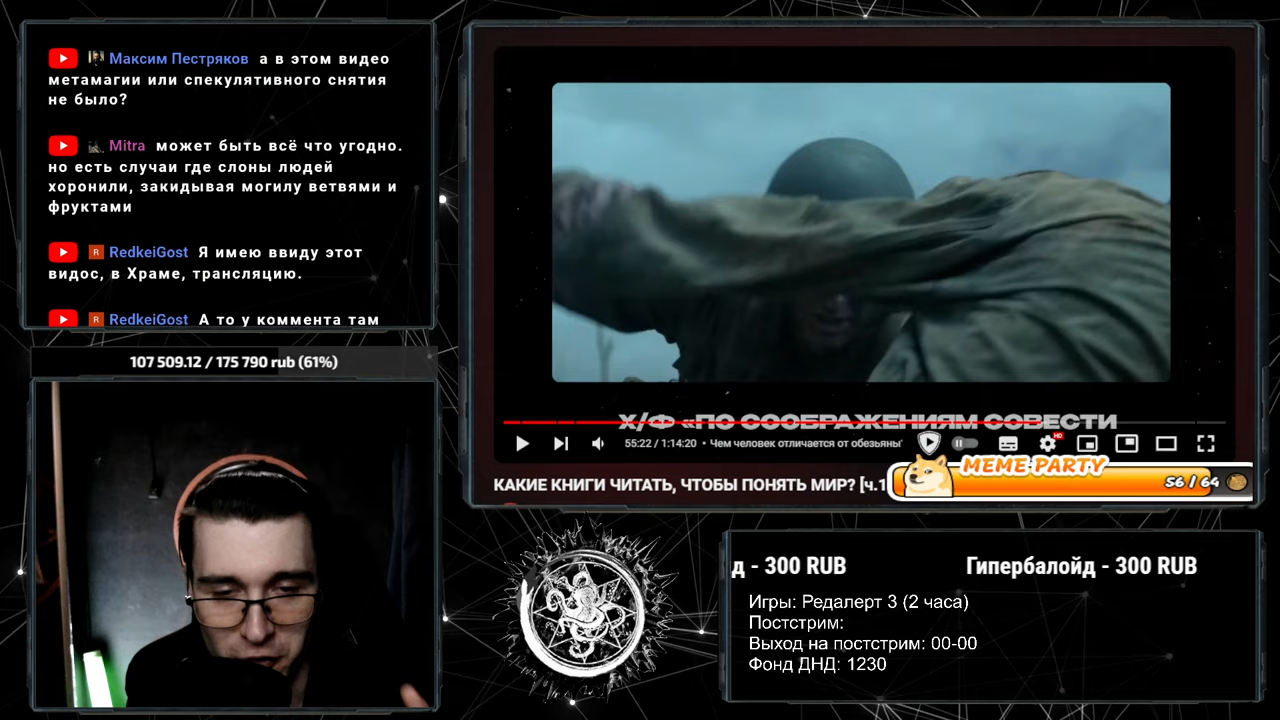 Максим Пестряков а в этом видео
метамагии или спекулятивного снятия
не было?
Mitra может быть всё что угодно.
но есть случаи где слоны людей
хоронили, закидывая могилу ветвями и
фруктами
R RedkeiGost Я имею ввиду этот
видос, в Храме, трансляцию.
R RedkeiGost А то у коммента там
107 509.12 / 175 790 rub (61%)
Х/Ф «ПО СООБРАЖЕНИЯМ СОВЕСТИ
55:22 / 1:14:20 • Чем человек отличается от обезьяны
HD
КАКИЕ КНИГИ ЧИТАТЬ, ЧТОБЫ ПОНЯТЬ МИР? [ч.1
MEME PARTY
56 / 64
д - 300 RUB Гипербалойд - 300 RUB
Игры: Редалерт 3 (2 часа)
Постстрим:
Выход на постстрим: 00-00
Фонд ДНД: 1230